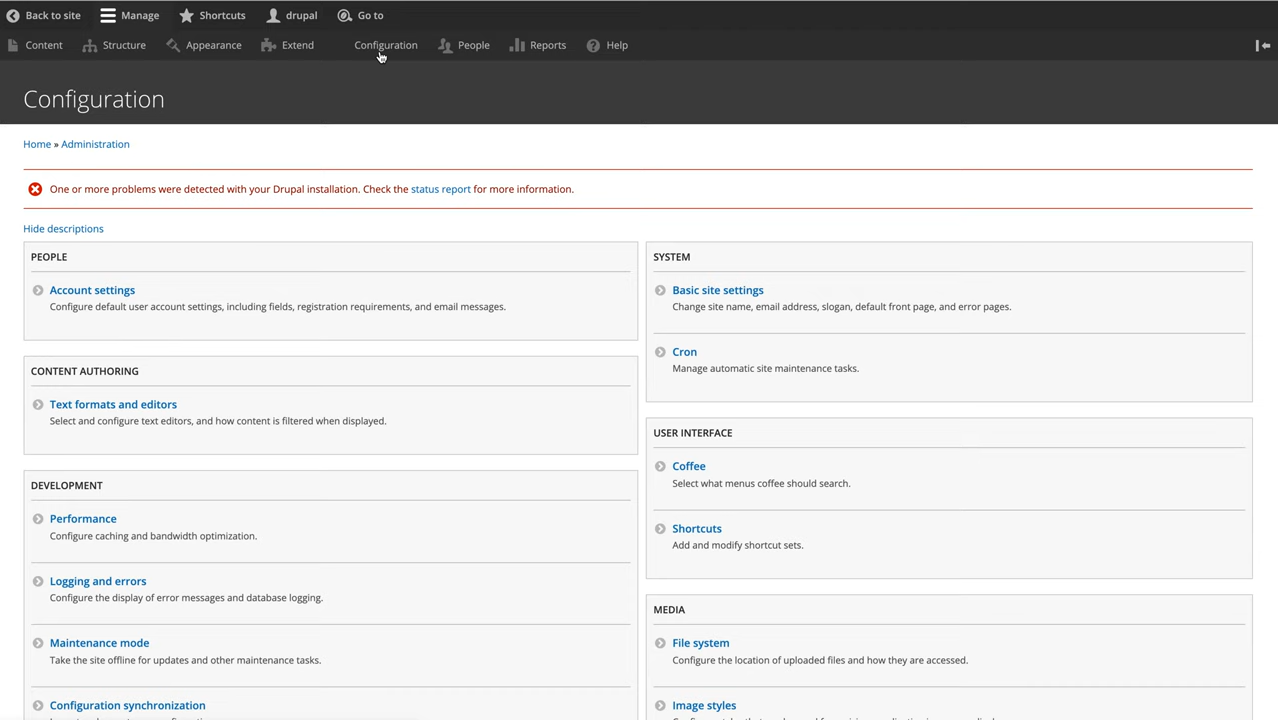 Back to site Manage Shortcuts drupal Go to
Content Structure Appearance Extend Configuration People Reports Help
Configuration
Home » Administration
One or more problems were detected with your Drupal installation. Check the status report for more information.
Hide descriptions
PEOPLE
Account settings
Configure default user account settings, including fields, registration requirements, and email messages.
CONTENT AUTHORING
Text formats and editors
Select and configure text editors, and how content is filtered when displayed.
DEVELOPMENT
Performance
Configure caching and bandwidth optimization.
Logging and errors
Configure the display of error messages and database logging.
Maintenance mode
Take the site offline for updates and other maintenance tasks.
Configuration synchronization
SYSTEM
Basic site settings
Change site name, email address, slogan, default front page, and error pages.
Cron
Manage automatic site maintenance tasks.
USER INTERFACE
Coffee
Select what menus coffee should search.
Shortcuts
Add and modify shortcut sets.
MEDIA
File system
Configure the location of uploaded files and how they are accessed.
Image styles